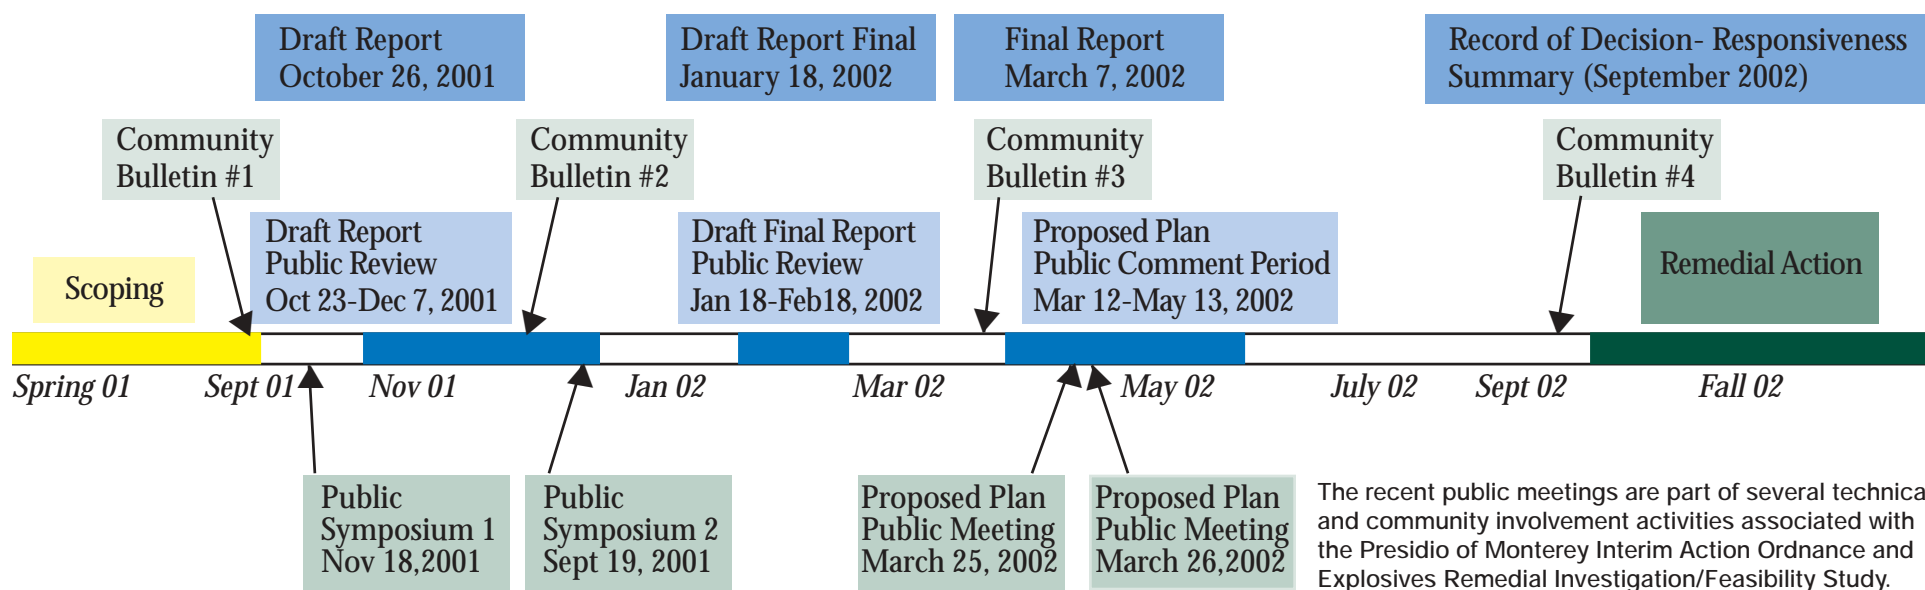 Draft Report
October 26, 2001
Draft Report Final
January 18, 2002
Final Report
March 7, 2002
Record of Decision- Responsiveness
Summary (September 2002)
Community
Bulletin #1
Community
Bulletin #2
Community
Bulletin #3
Community
Bulletin #4
Scoping
Draft Report
Public Review
Oct 23-Dec 7, 2001
Draft Final Report
Public Review
Jan 18-Feb18, 2002
Proposed Plan
Public Comment Period
Mar 12-May 13, 2002
Remedial Action
Spring 01
Sept 01
Nov 01
Jan 02
Mar 02
May 02
July 02
Sept 02
Fall 02
Public
Symposium 1
Nov 18,2001
Public
Symposium 2
Sept 19, 2001
Proposed Plan
Public Meeting
March 25, 2002
Proposed Plan
Public Meeting
March 26,2002
The recent public meetings are part of several technica
and community involvement activities associated with
the Presidio of Monterey Interim Action Ordnance and
Explosives Remedial Investigation/Feasibility Study.